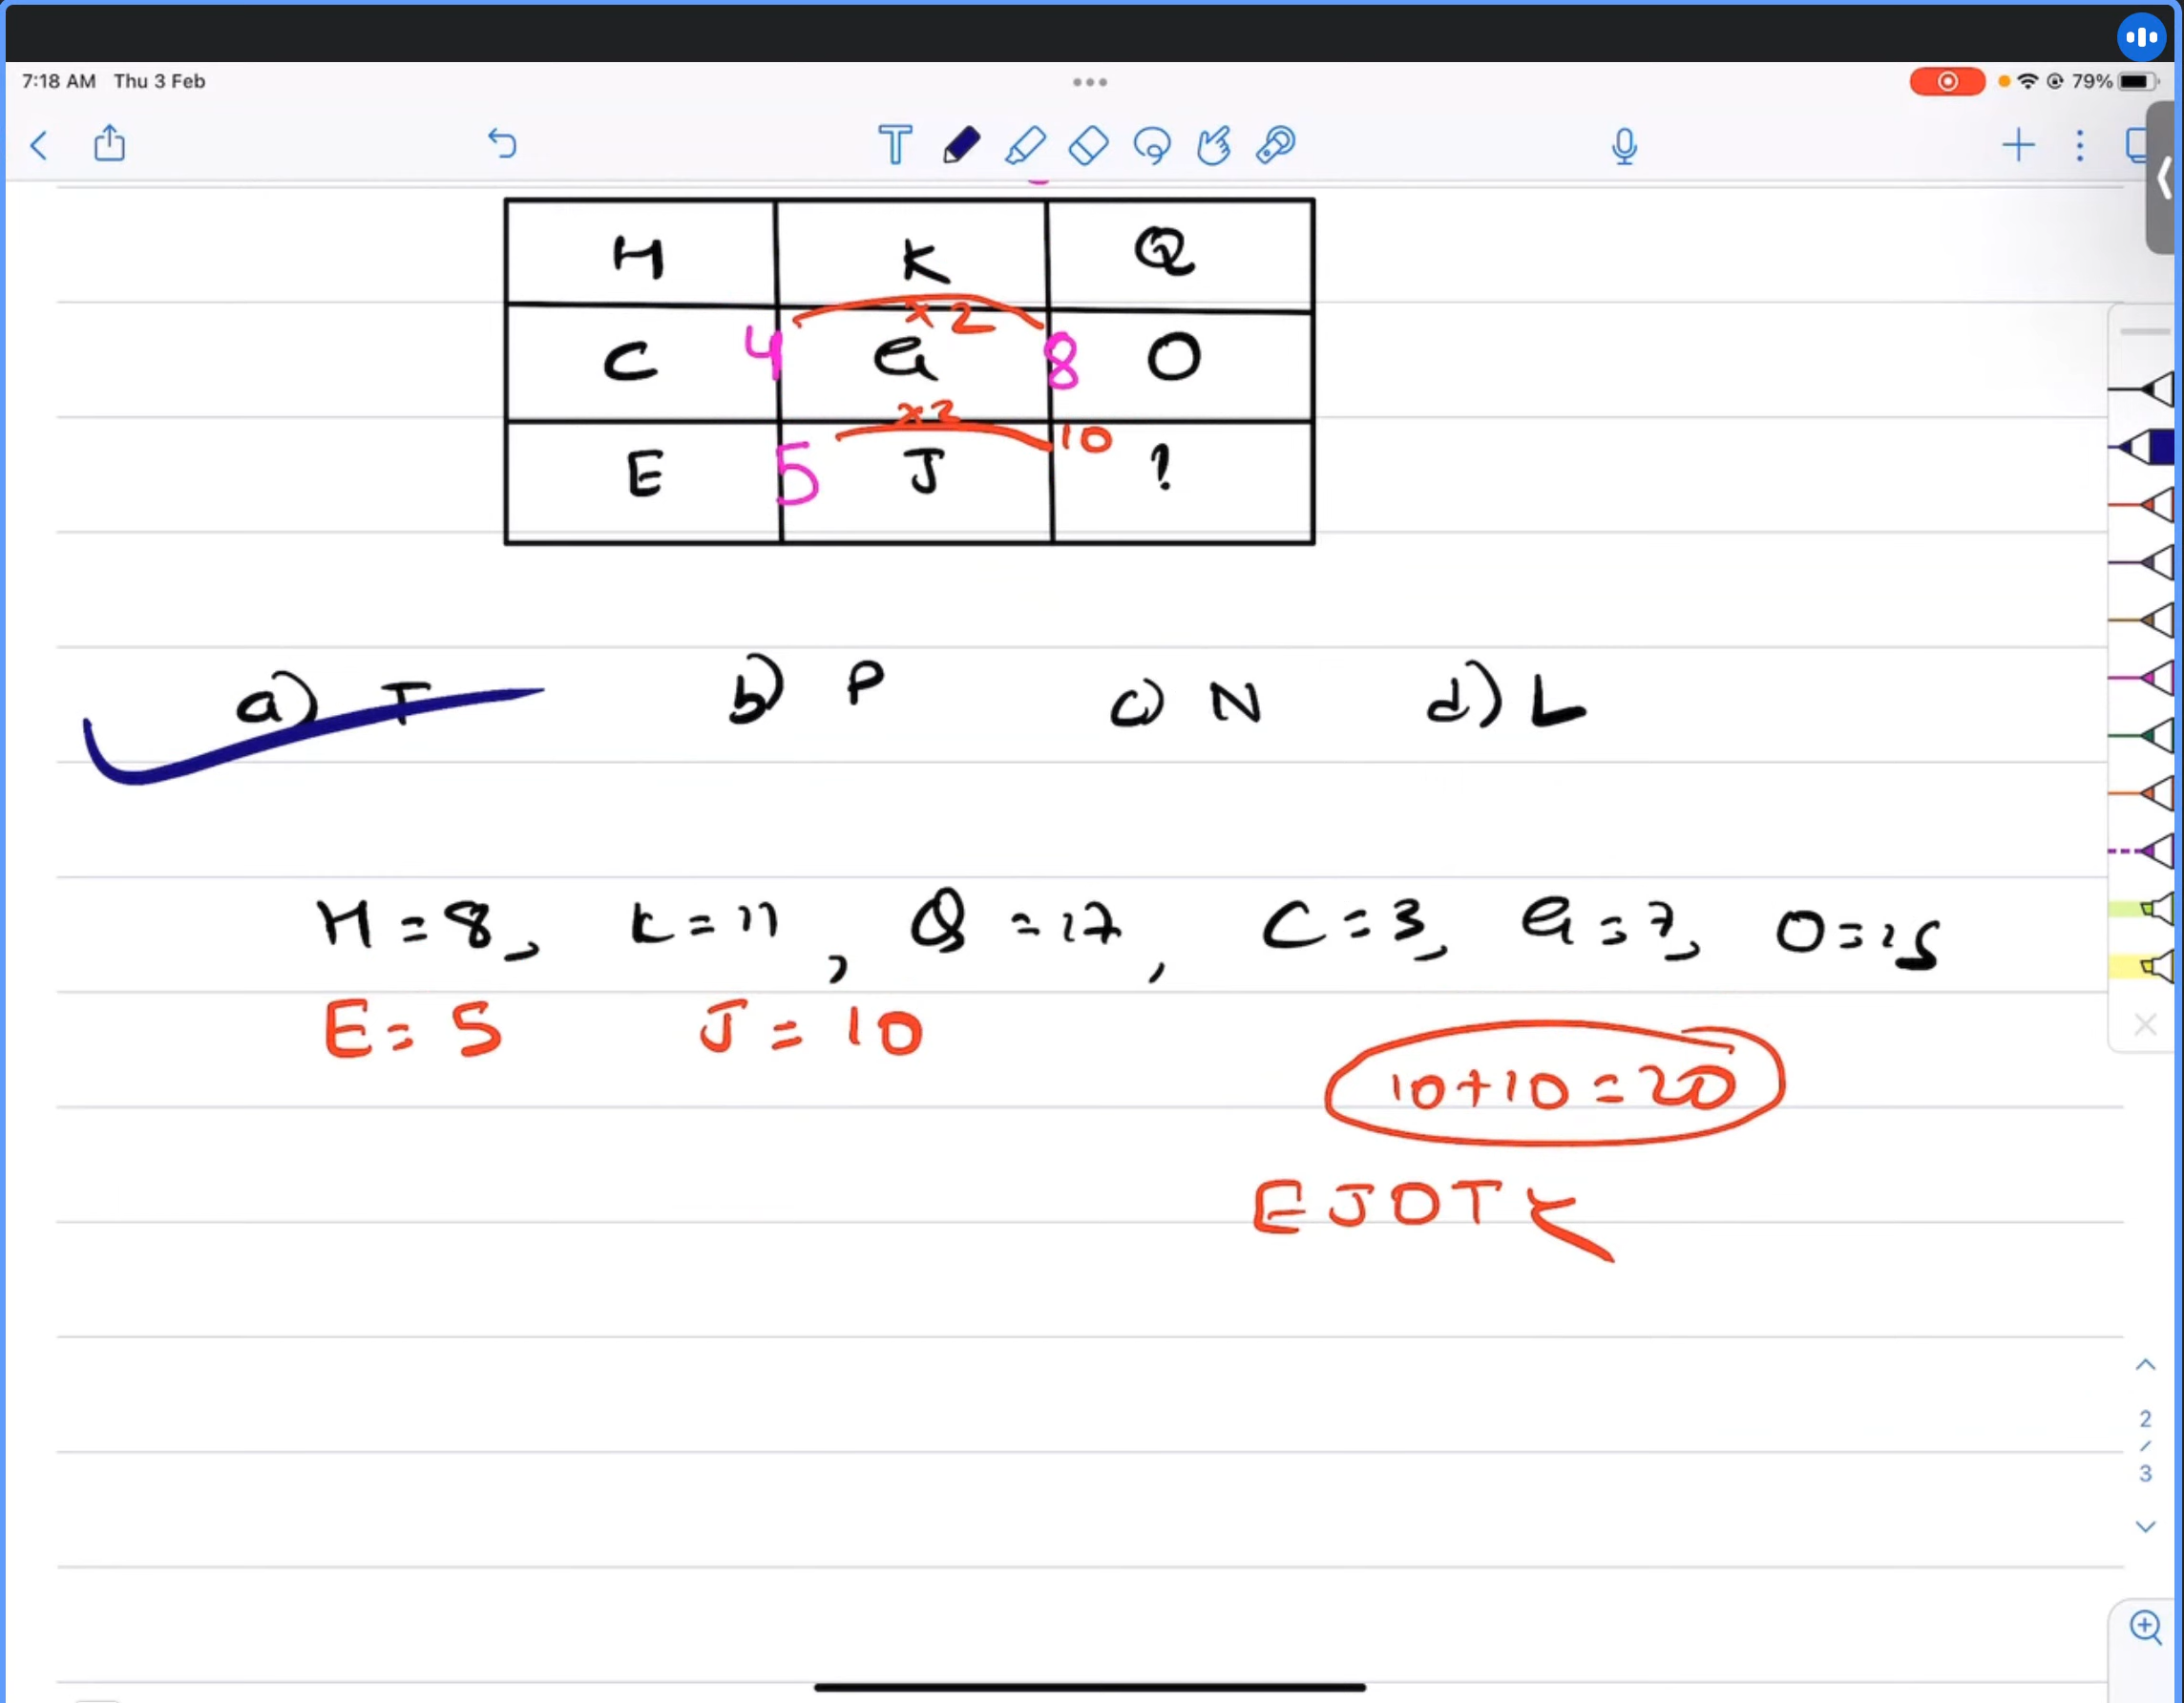 7:18 AM Thu 3 Feb 79%
T
H K Q
×2
C 4 G 8 O
×2 10
E 5 J ?
a) T b) P c) N d) L
H = 8, K = 11, Q = 17, C = 3, G = 7, O = 15
E = 5 J = 10
10 + 10 = 20
E J O T Y
2
/
3